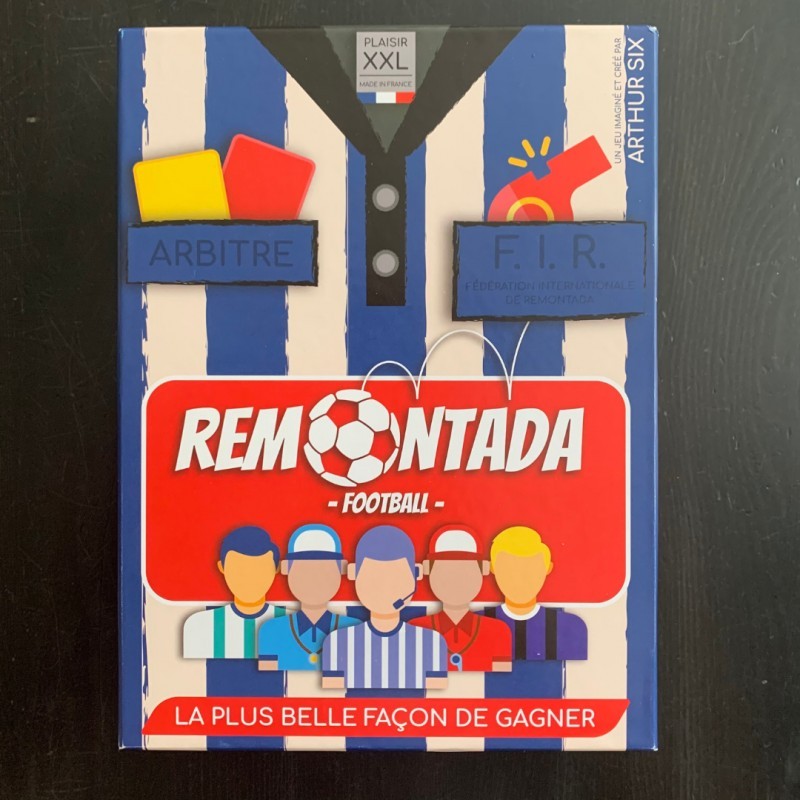 PLAISIR
XXL
MADE IN FRANCE
UN JEU IMAGINÉ ET CRÉÉ PAR
ARTHUR SIX
ARBITRE
F. I. R.
FÉDÉRATION INTERNATIONALE
DE REMONTADA
REMONTADA
- FOOTBALL -
LA PLUS BELLE FAÇON DE GAGNER